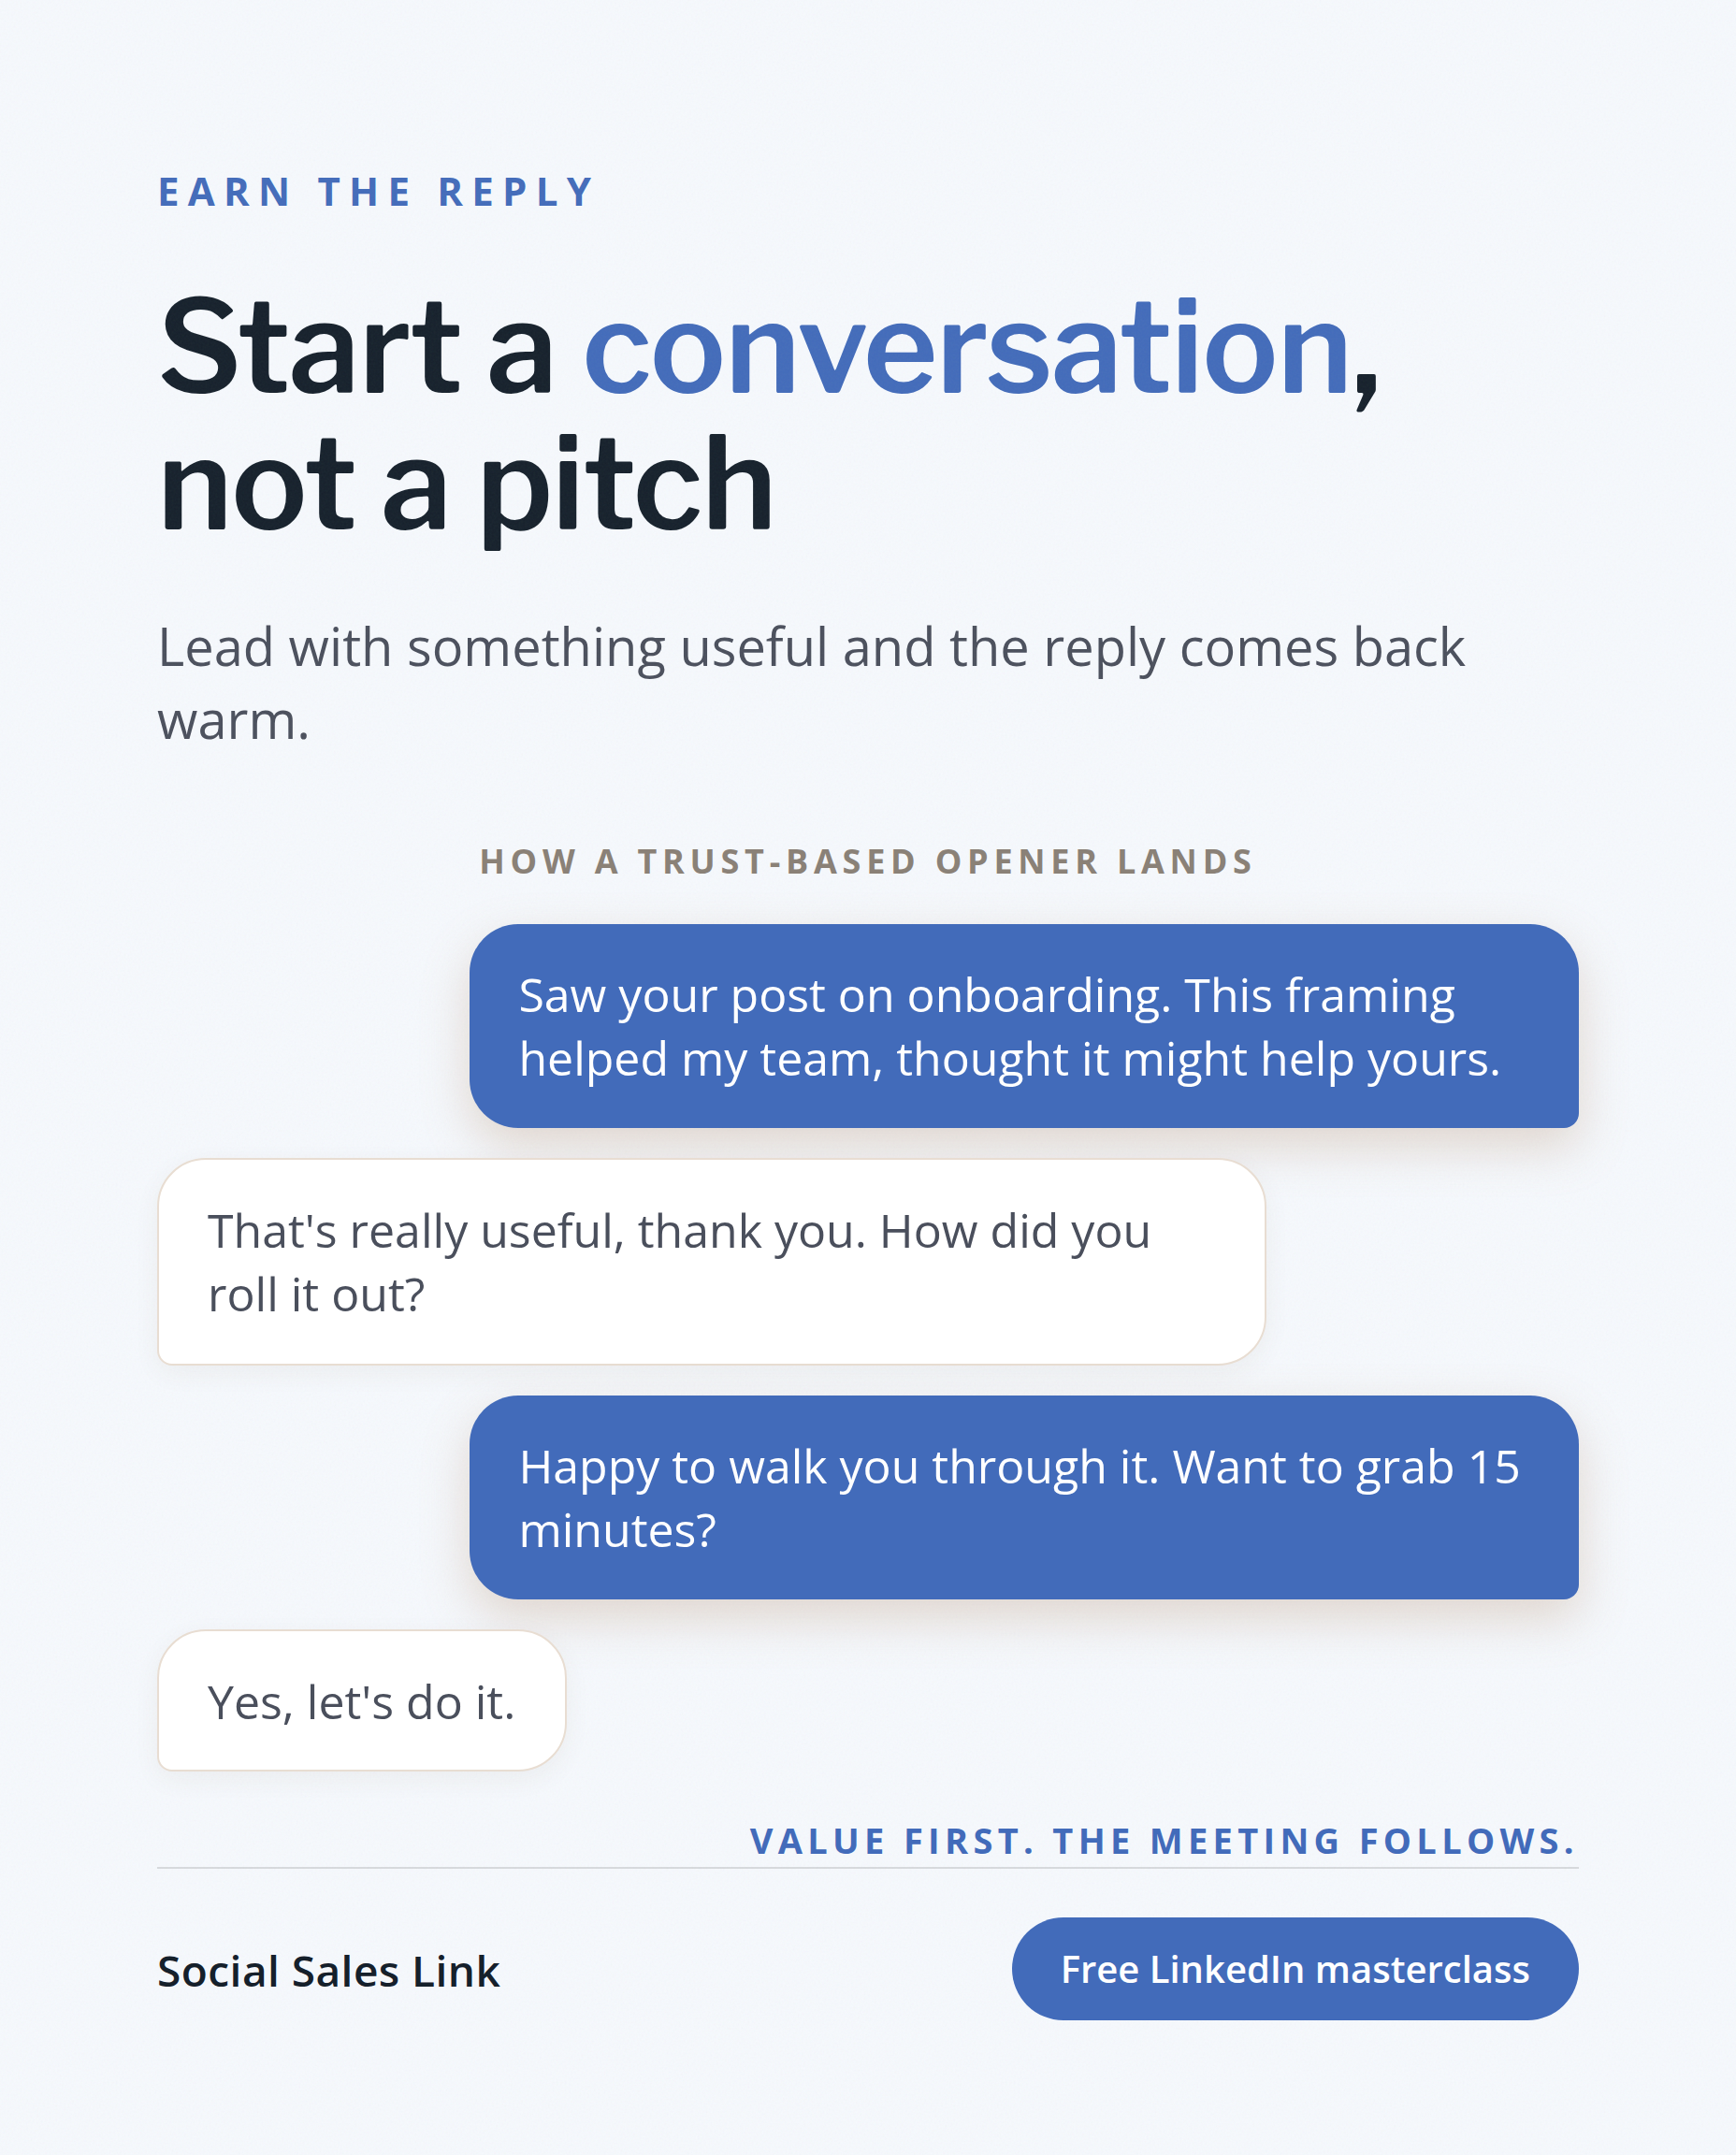 EARN THE REPLY
Start a conversation,
not a pitch
Lead with something useful and the reply comes back
warm.
HOW A TRUST-BASED OPENER LANDS
Saw your post on onboarding. This framing
helped my team, thought it might help yours.
That's really useful, thank you. How did you
roll it out?
Happy to walk you through it. Want to grab 15
minutes?
Yes, let's do it.
VALUE FIRST. THE MEETING FOLLOWS.
Social Sales Link
Free LinkedIn masterclass